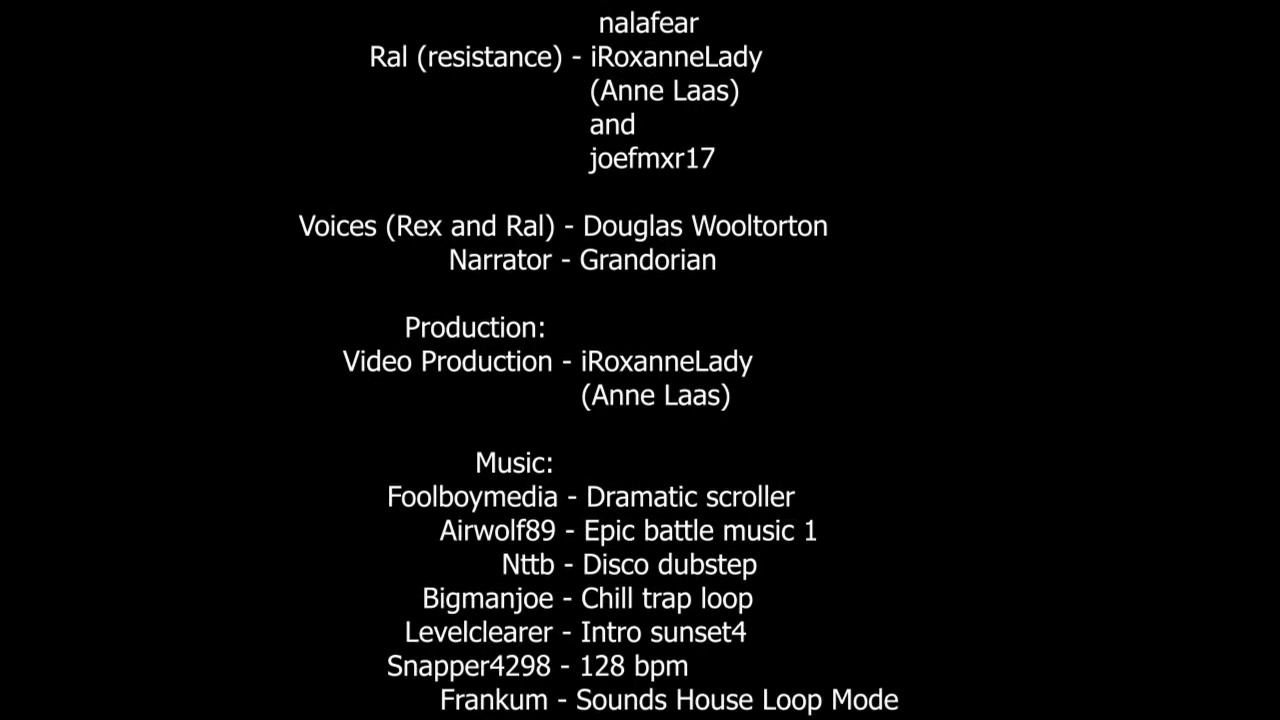 nalafear
Ral (resistance) - iRoxanneLady
(Anne Laas)
and
joefmxr17
Voices (Rex and Ral) - Douglas Wooltorton
Narrator - Grandorian
Production:
Video Production - iRoxanneLady
(Anne Laas)
Music:
Foolboymedia - Dramatic scroller
Airwolf89 - Epic battle music 1
Nttb - Disco dubstep
Bigmanjoe - Chill trap loop
Levelclearer - Intro sunset4
Snapper4298 - 128 bpm
Frankum - Sounds House Loop Mode